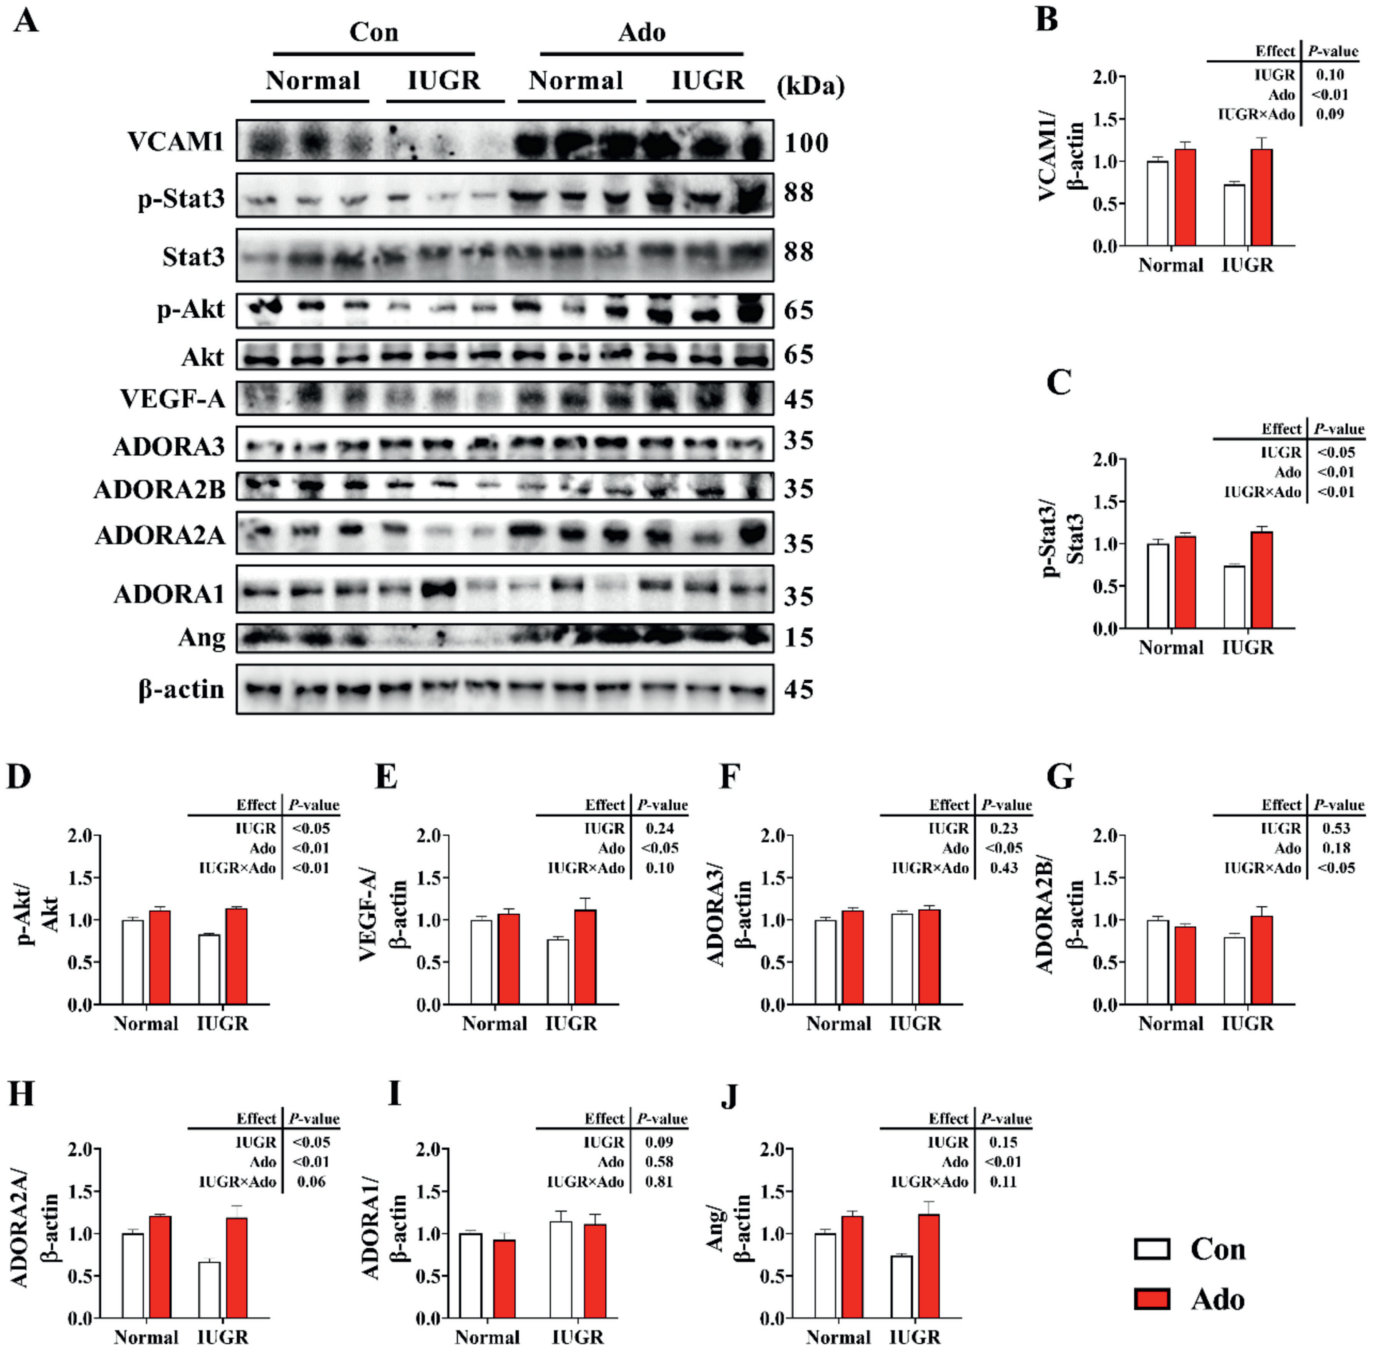 A
Con Ado
Normal IUGR Normal IUGR (kDa)
VCAM1 100
p-Stat3 88
Stat3 88
p-Akt 65
Akt 65
VEGF-A 45
ADORA3 35
ADORA2B 35
ADORA2A 35
ADORA1 35
Ang 15
β-actin 45
B
Effect P-value
IUGR 0.10
Ado <0.01
IUGR×Ado 0.09
VCAM1/
β-actin
2.0
1.5
1.0
0.5
0.0
Normal IUGR
C
Effect P-value
IUGR <0.05
Ado <0.01
IUGR×Ado <0.01
p-Stat3/
Stat3
2.0
1.5
1.0
0.5
0.0
Normal IUGR
D
Effect P-value
IUGR <0.05
Ado <0.01
IUGR×Ado <0.01
p-Akt/
Akt
2.0
1.5
1.0
0.5
0.0
Normal IUGR
E
Effect P-value
IUGR 0.24
Ado <0.05
IUGR×Ado 0.10
VEGF-A/
β-actin
2.0
1.5
1.0
0.5
0.0
Normal IUGR
F
Effect P-value
IUGR 0.23
Ado <0.05
IUGR×Ado 0.43
ADORA3/
β-actin
2.0
1.5
1.0
0.5
0.0
Normal IUGR
G
Effect P-value
IUGR 0.53
Ado 0.18
IUGR×Ado <0.05
ADORA2B/
β-actin
2.0
1.5
1.0
0.5
0.0
Normal IUGR
H
Effect P-value
IUGR <0.05
Ado <0.01
IUGR×Ado 0.06
ADORA2A/
β-actin
2.0
1.5
1.0
0.5
0.0
Normal IUGR
I
Effect P-value
IUGR 0.09
Ado 0.58
IUGR×Ado 0.81
ADORA1/
β-actin
2.0
1.5
1.0
0.5
0.0
Normal IUGR
J
Effect P-value
IUGR 0.15
Ado <0.01
IUGR×Ado 0.11
Ang/
β-actin
2.0
1.5
1.0
0.5
0.0
Normal IUGR
Con
Ado